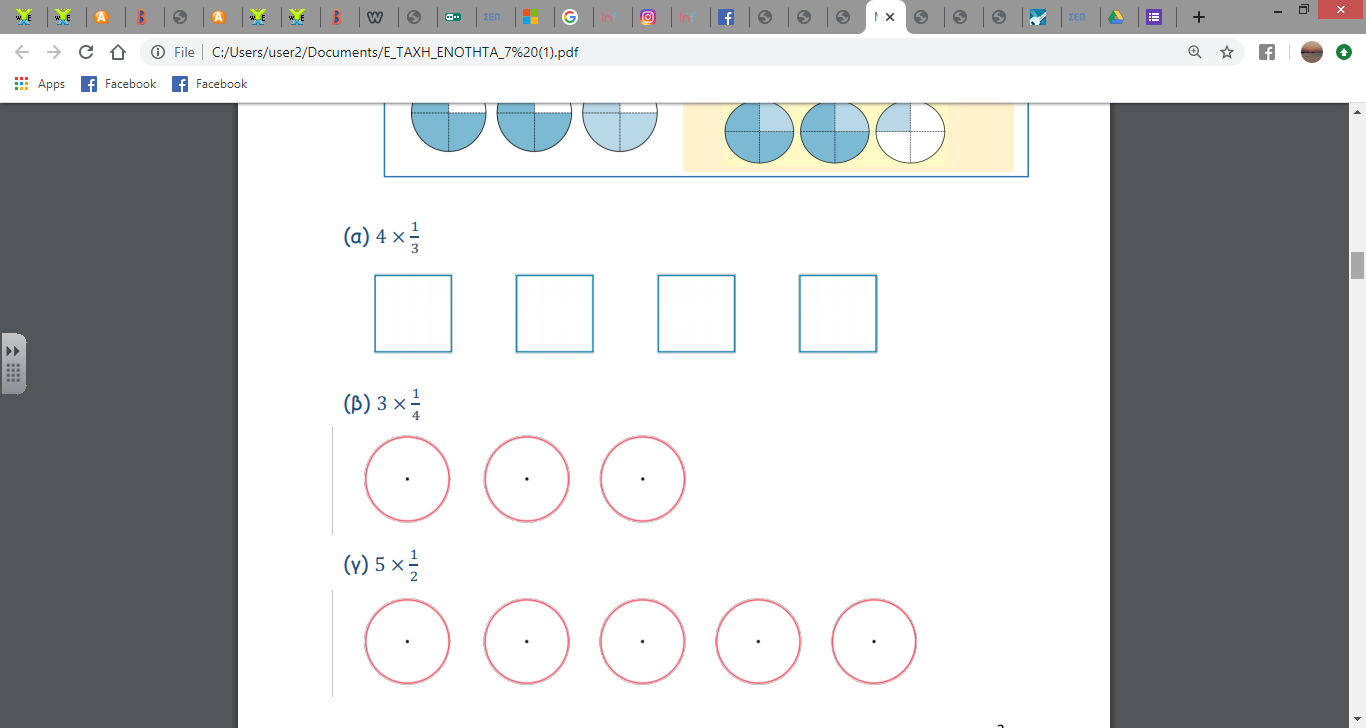 File C:/Users/user2/Documents/E_TAXH_ENOTHTA_7%20(1).pdf
Apps Facebook Facebook
(α) 4 × 1/3
(β) 3 × 1/4
(γ) 5 × 1/2